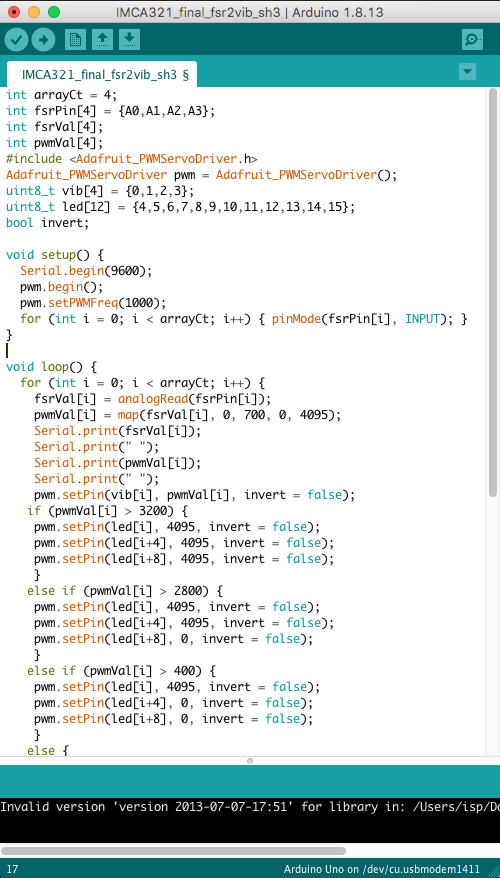 IMCA321_final_fsr2vib_sh3 | Arduino 1.8.13
IMCA321_final_fsr2vib_sh3 §
int arrayCt = 4;
int fsrPin[4] = {A0,A1,A2,A3};
int fsrVal[4];
int pwmVal[4];
#include <Adafruit_PWMServoDriver.h>
Adafruit_PWMServoDriver pwm = Adafruit_PWMServoDriver();
uint8_t vib[4] = {0,1,2,3};
uint8_t led[12] = {4,5,6,7,8,9,10,11,12,13,14,15};
bool invert;
void setup() {
Serial.begin(9600);
pwm.begin();
pwm.setPWMFreq(1000);
for (int i = 0; i < arrayCt; i++) { pinMode(fsrPin[i], INPUT); }
}
void loop() {
for (int i = 0; i < arrayCt; i++) {
fsrVal[i] = analogRead(fsrPin[i]);
pwmVal[i] = map(fsrVal[i], 0, 700, 0, 4095);
Serial.print(fsrVal[i]);
Serial.print(" ");
Serial.print(pwmVal[i]);
Serial.print(" ");
pwm.setPin(vib[i], pwmVal[i], invert = false);
if (pwmVal[i] > 3200) {
pwm.setPin(led[i], 4095, invert = false);
pwm.setPin(led[i+4], 4095, invert = false);
pwm.setPin(led[i+8], 4095, invert = false);
}
else if (pwmVal[i] > 2800) {
pwm.setPin(led[i], 4095, invert = false);
pwm.setPin(led[i+4], 4095, invert = false);
pwm.setPin(led[i+8], 0, invert = false);
}
else if (pwmVal[i] > 400) {
pwm.setPin(led[i], 4095, invert = false);
pwm.setPin(led[i+4], 0, invert = false);
pwm.setPin(led[i+8], 0, invert = false);
}
else {
Invalid version 'version 2013-07-07-17:51' for library in: /Users/isp/Do
17 Arduino Uno on /dev/cu.usbmodem1411